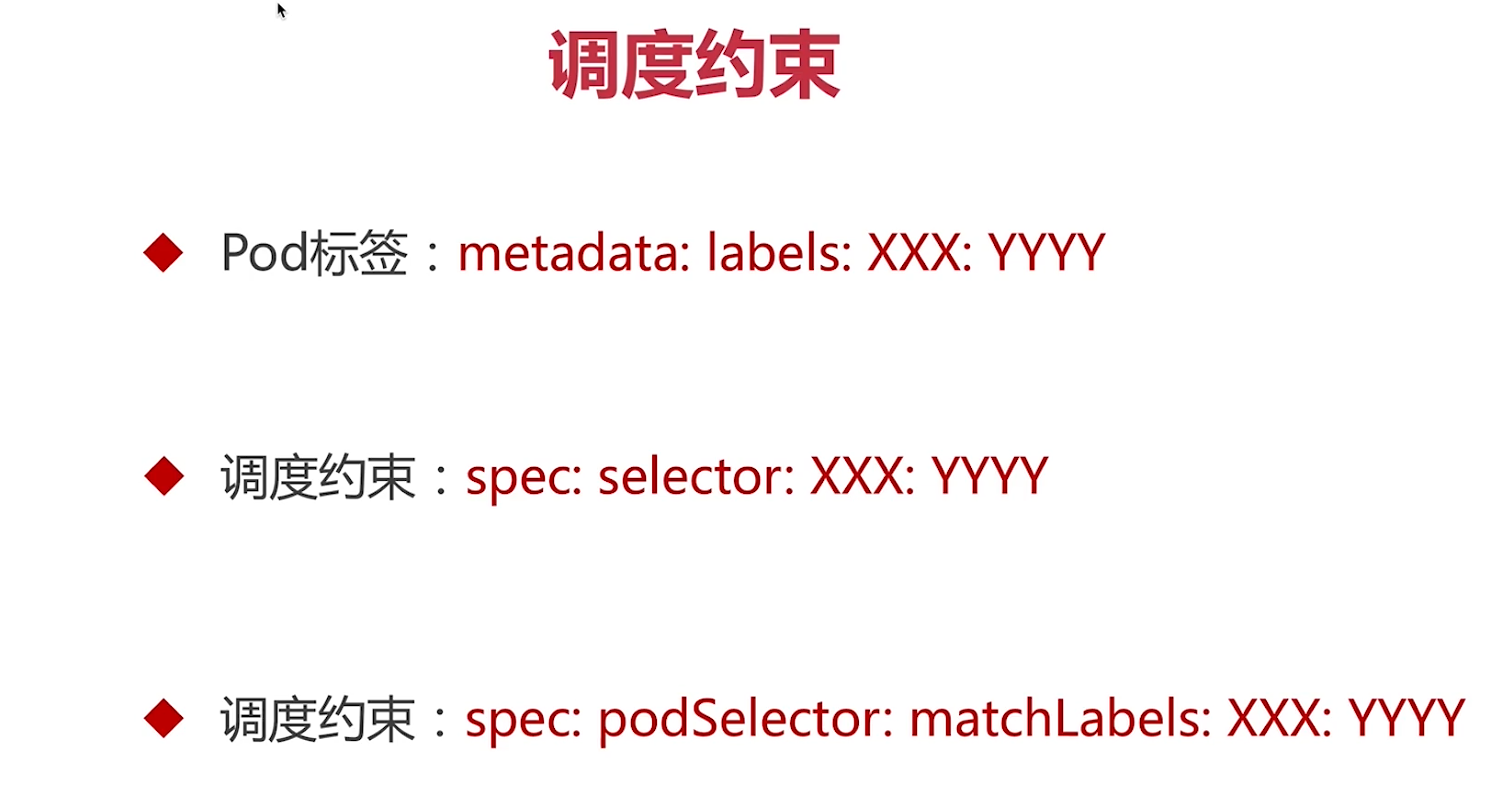 调度约束
Pod标签：metadata: labels: XXX: YYYY
调度约束：spec: selector: XXX: YYYY
调度约束：spec: podSelector: matchLabels: XXX: YYYY